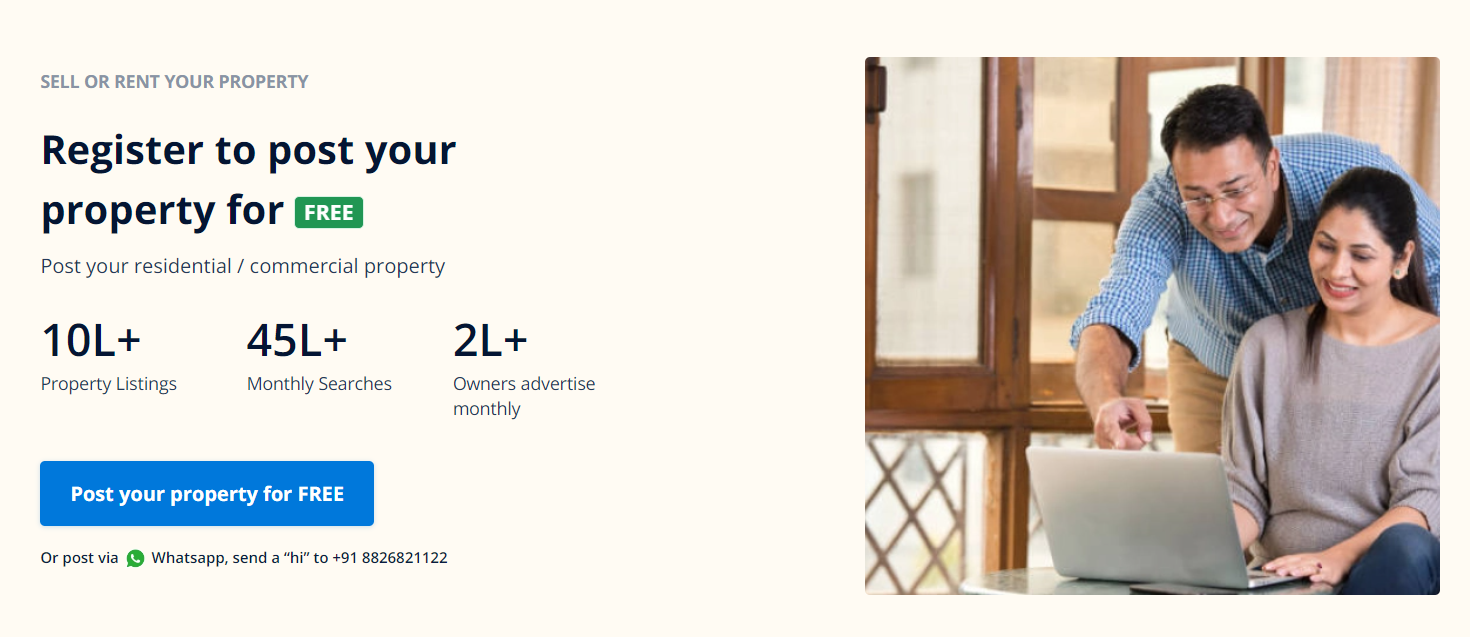 SELL OR RENT YOUR PROPERTY
Register to post your
property for FREE
Post your residential / commercial property
10L+
45L+
2L+
Property Listings
Monthly Searches
Owners advertise
monthly
Post your property for FREE
Or post via Whatsapp, send a “hi” to +91 8826821122